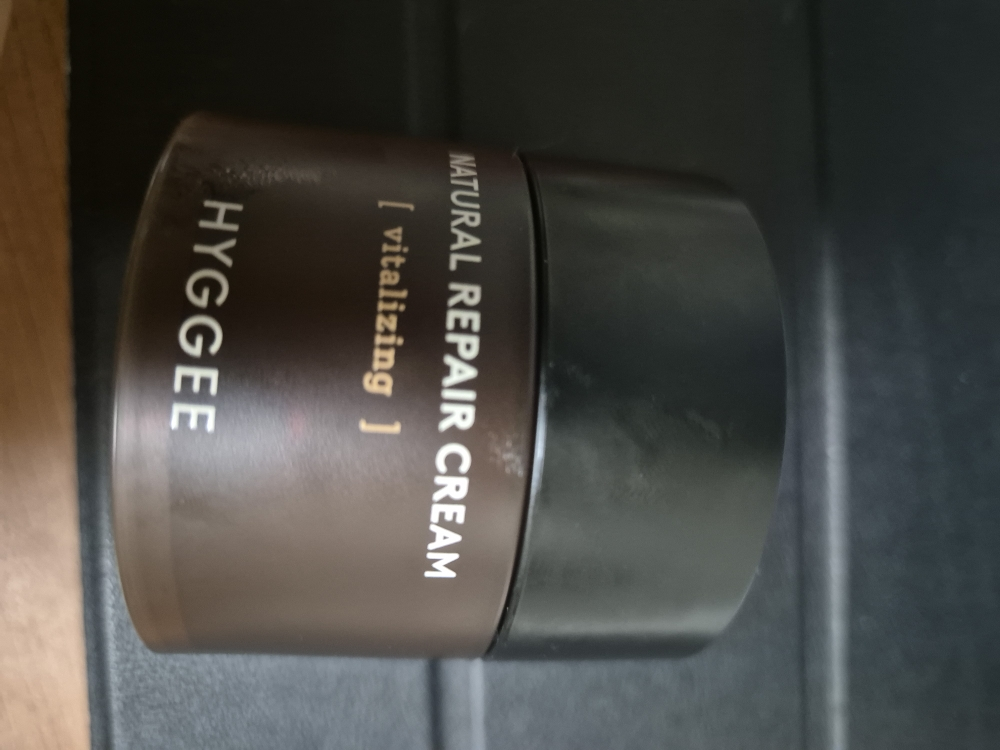 NATURAL REPAIR CREAM
[ vitalizing ]
HYGGEE